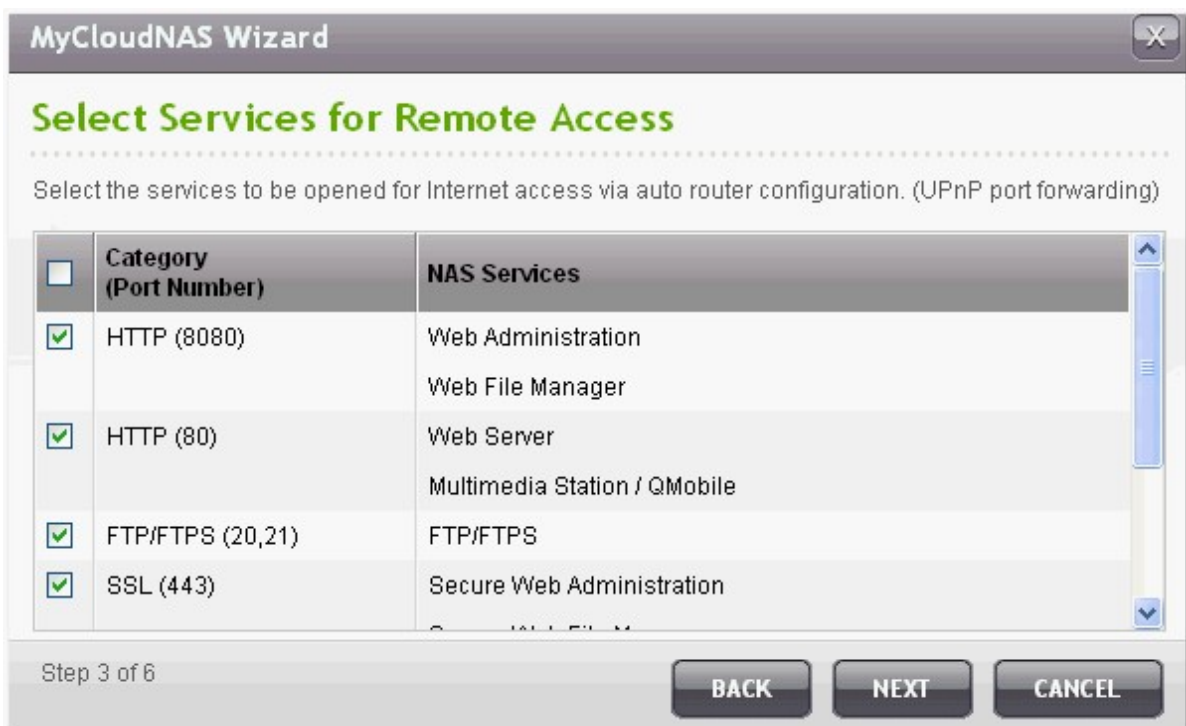 MyCloudNAS Wizard
X
Select Services for Remote Access
Select the services to be opened for Internet access via auto router configuration. (UPnP port forwarding)
Category
(Port Number)
NAS Services
HTTP (8080)
Web Administration
Web File Manager
HTTP (80)
Web Server
Multimedia Station / QMobile
FTP/FTPS (20,21)
FTP/FTPS
SSL (443)
Secure Web Administration
Step 3 of 6
BACK
NEXT
CANCEL